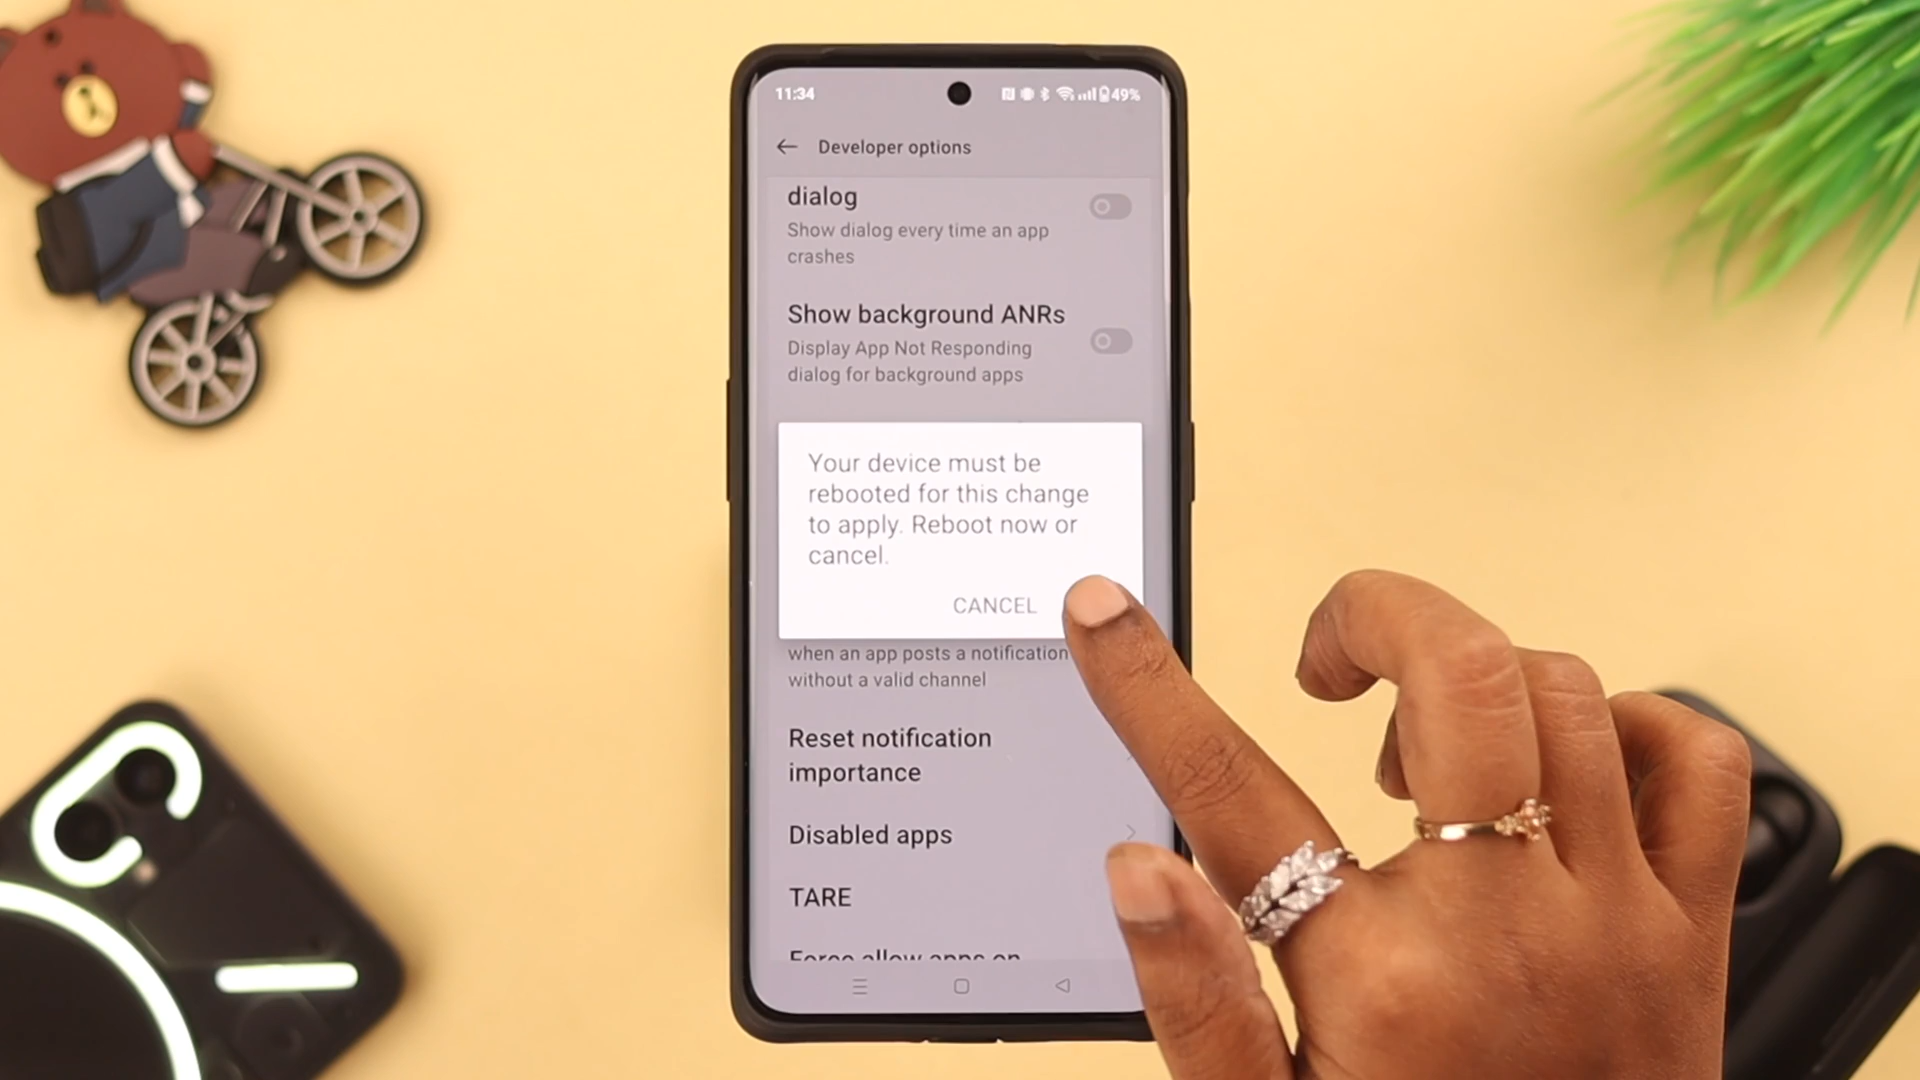 11:34
49%
Developer options
dialog
Show dialog every time an app
crashes
Show background ANRs
Display App Not Responding
dialog for background apps
Your device must be
rebooted for this change
to apply. Reboot now or
cancel.
CANCEL
when an app posts a notification
without a valid channel
Reset notification
importance
Disabled apps
TARE
Force allow apps on